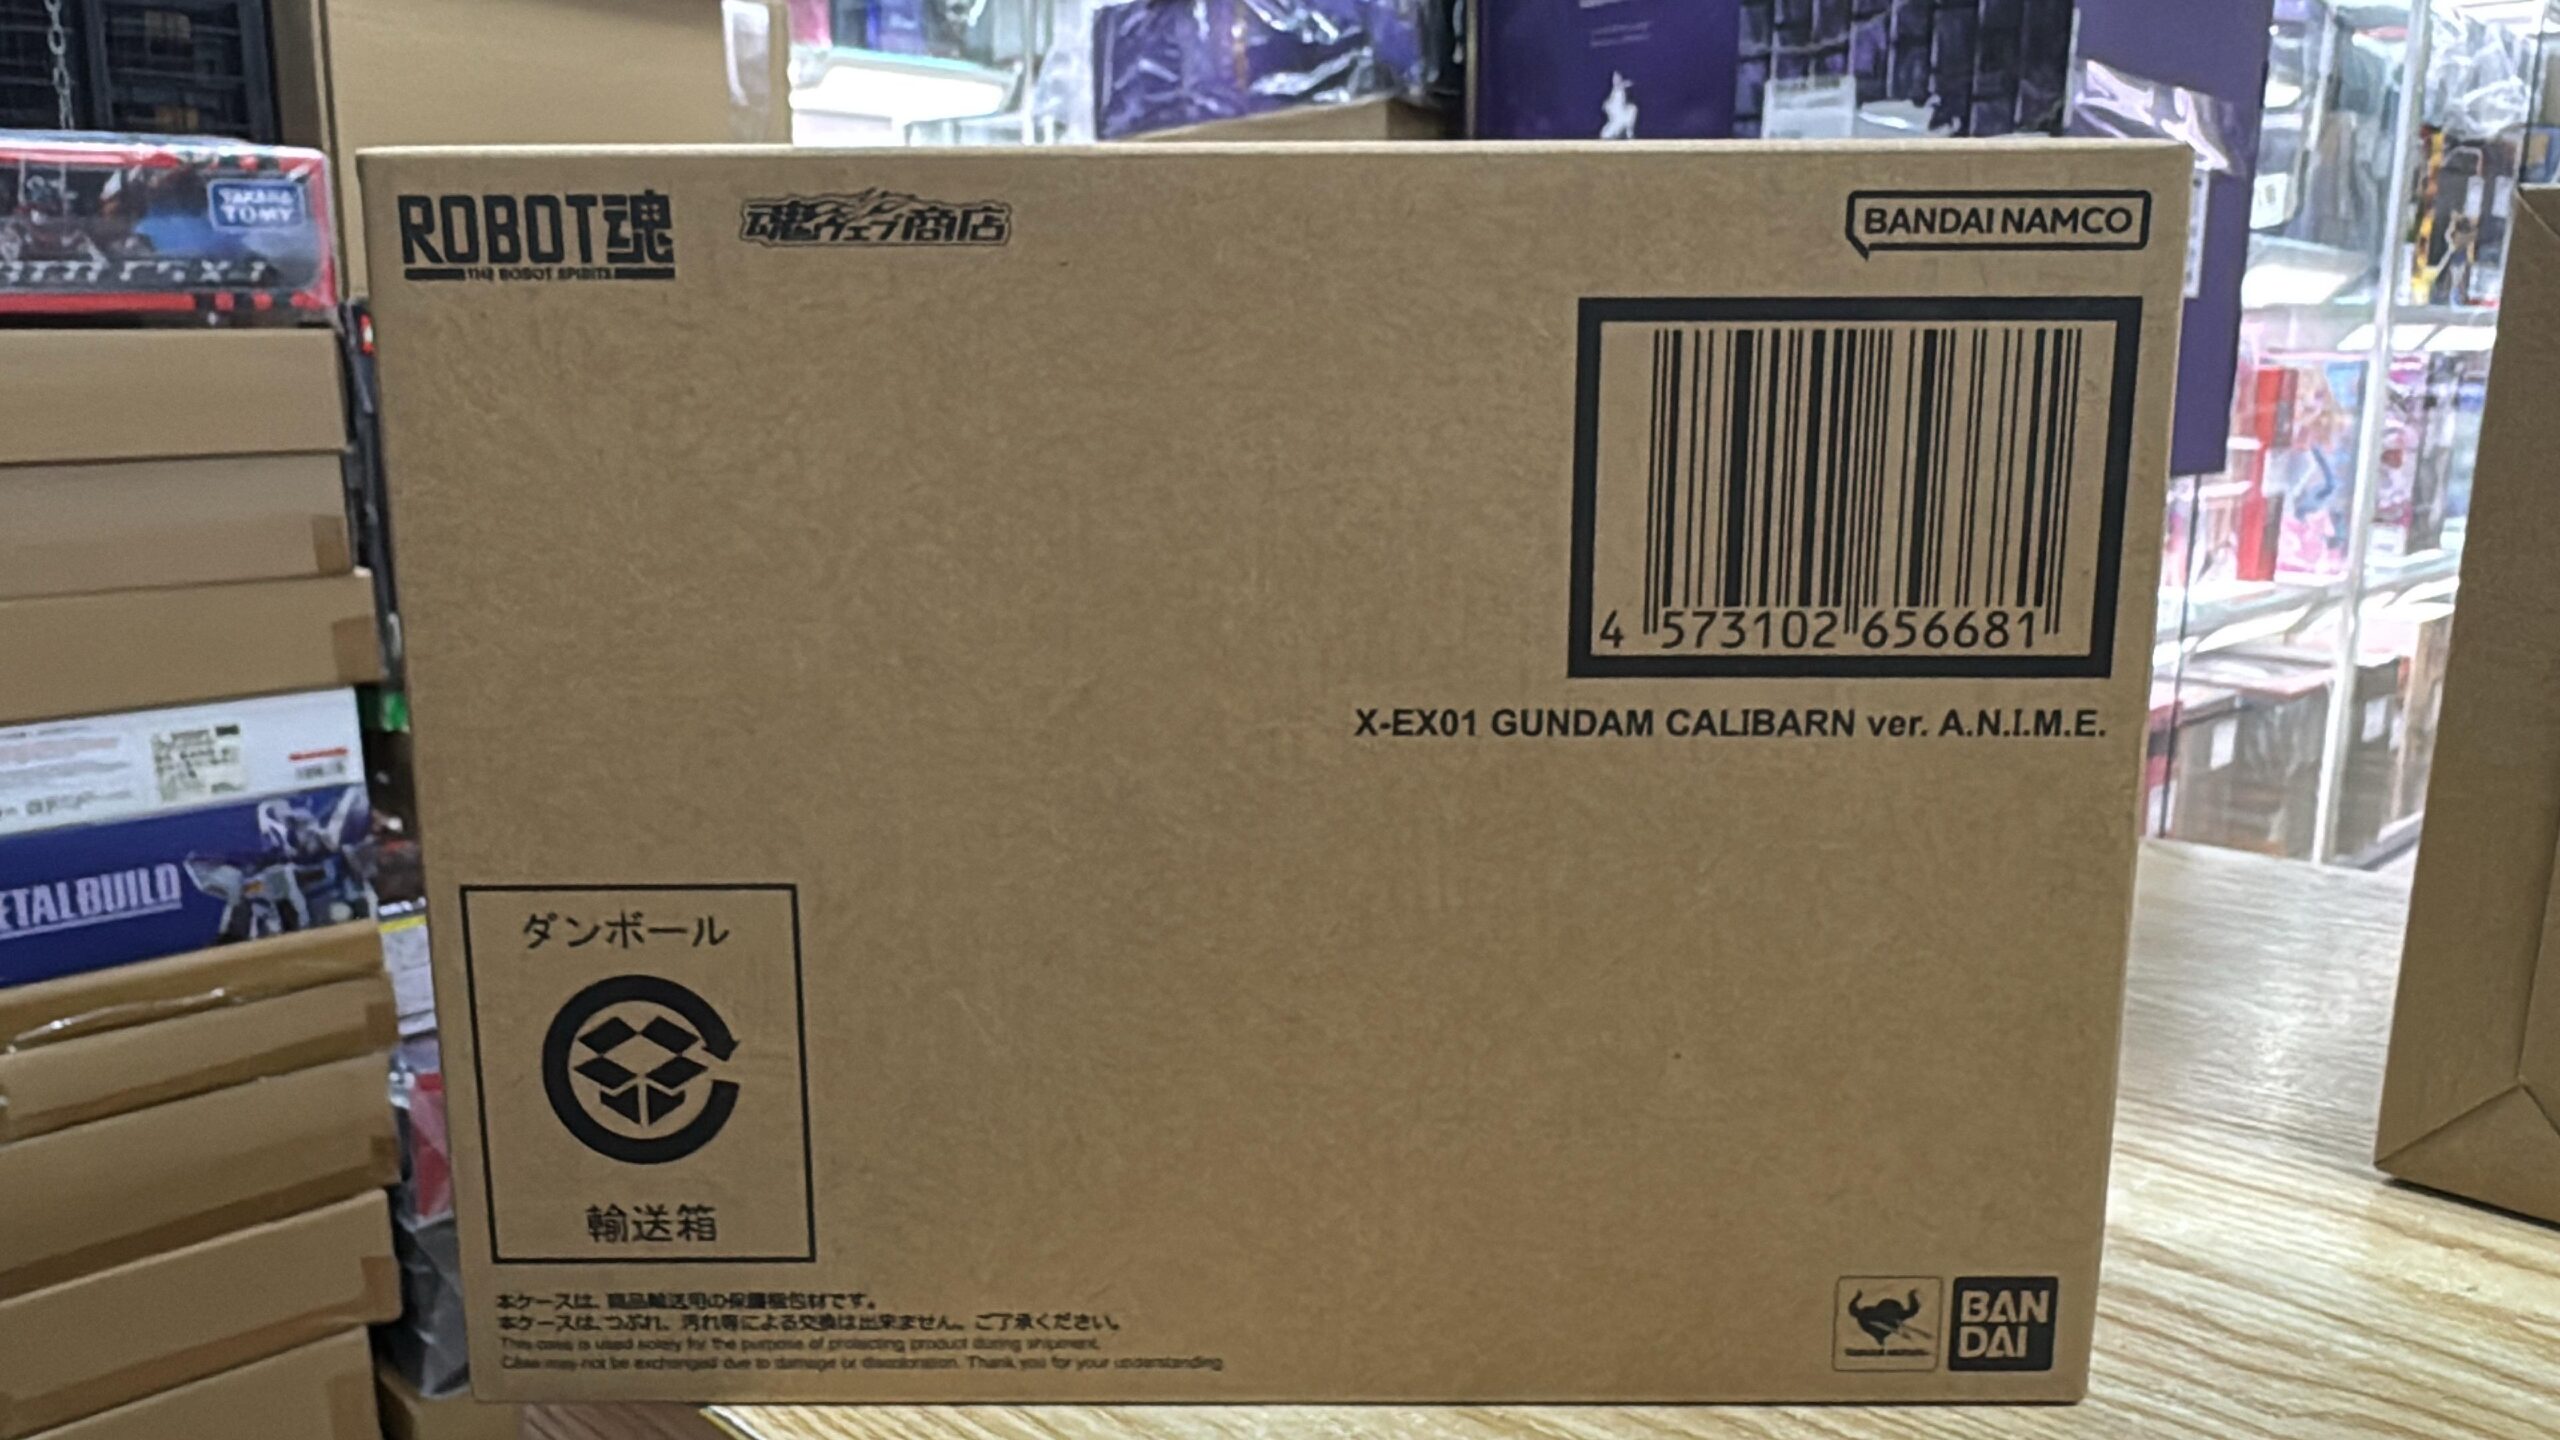 TAKARA
TOMY
ROBOT魂
THE ROBOT SPIRITS
魂ウェブ商店
BANDAI NAMCO
4 573102 656681
X-EX01 GUNDAM CALIBARN ver. A.N.I.M.E.
ETALBUILD
ダンボール
輸送箱
本ケースは、商品輸送用の保護梱包材です。
本ケースは、つぶれ、汚れ等による交換は出来ません。ご了承ください。
This case is used solely for the purpose of protecting product during shipment.
Case may not be exchanged due to damage or discoloration. Thank you for your understanding.
BAN
DAI